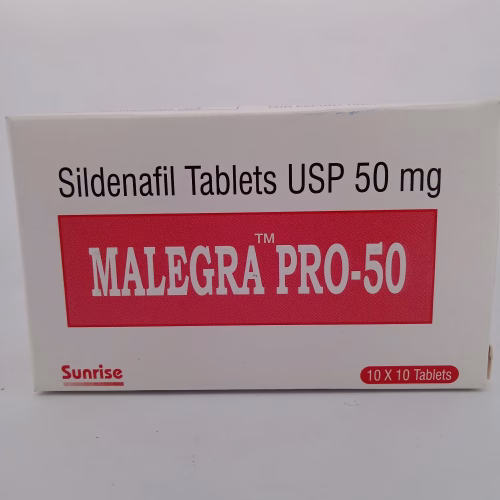 Sildenafil Tablets USP 50 mg
MALEGRA™ PRO-50
Sunrise
10 X 10 Tablets